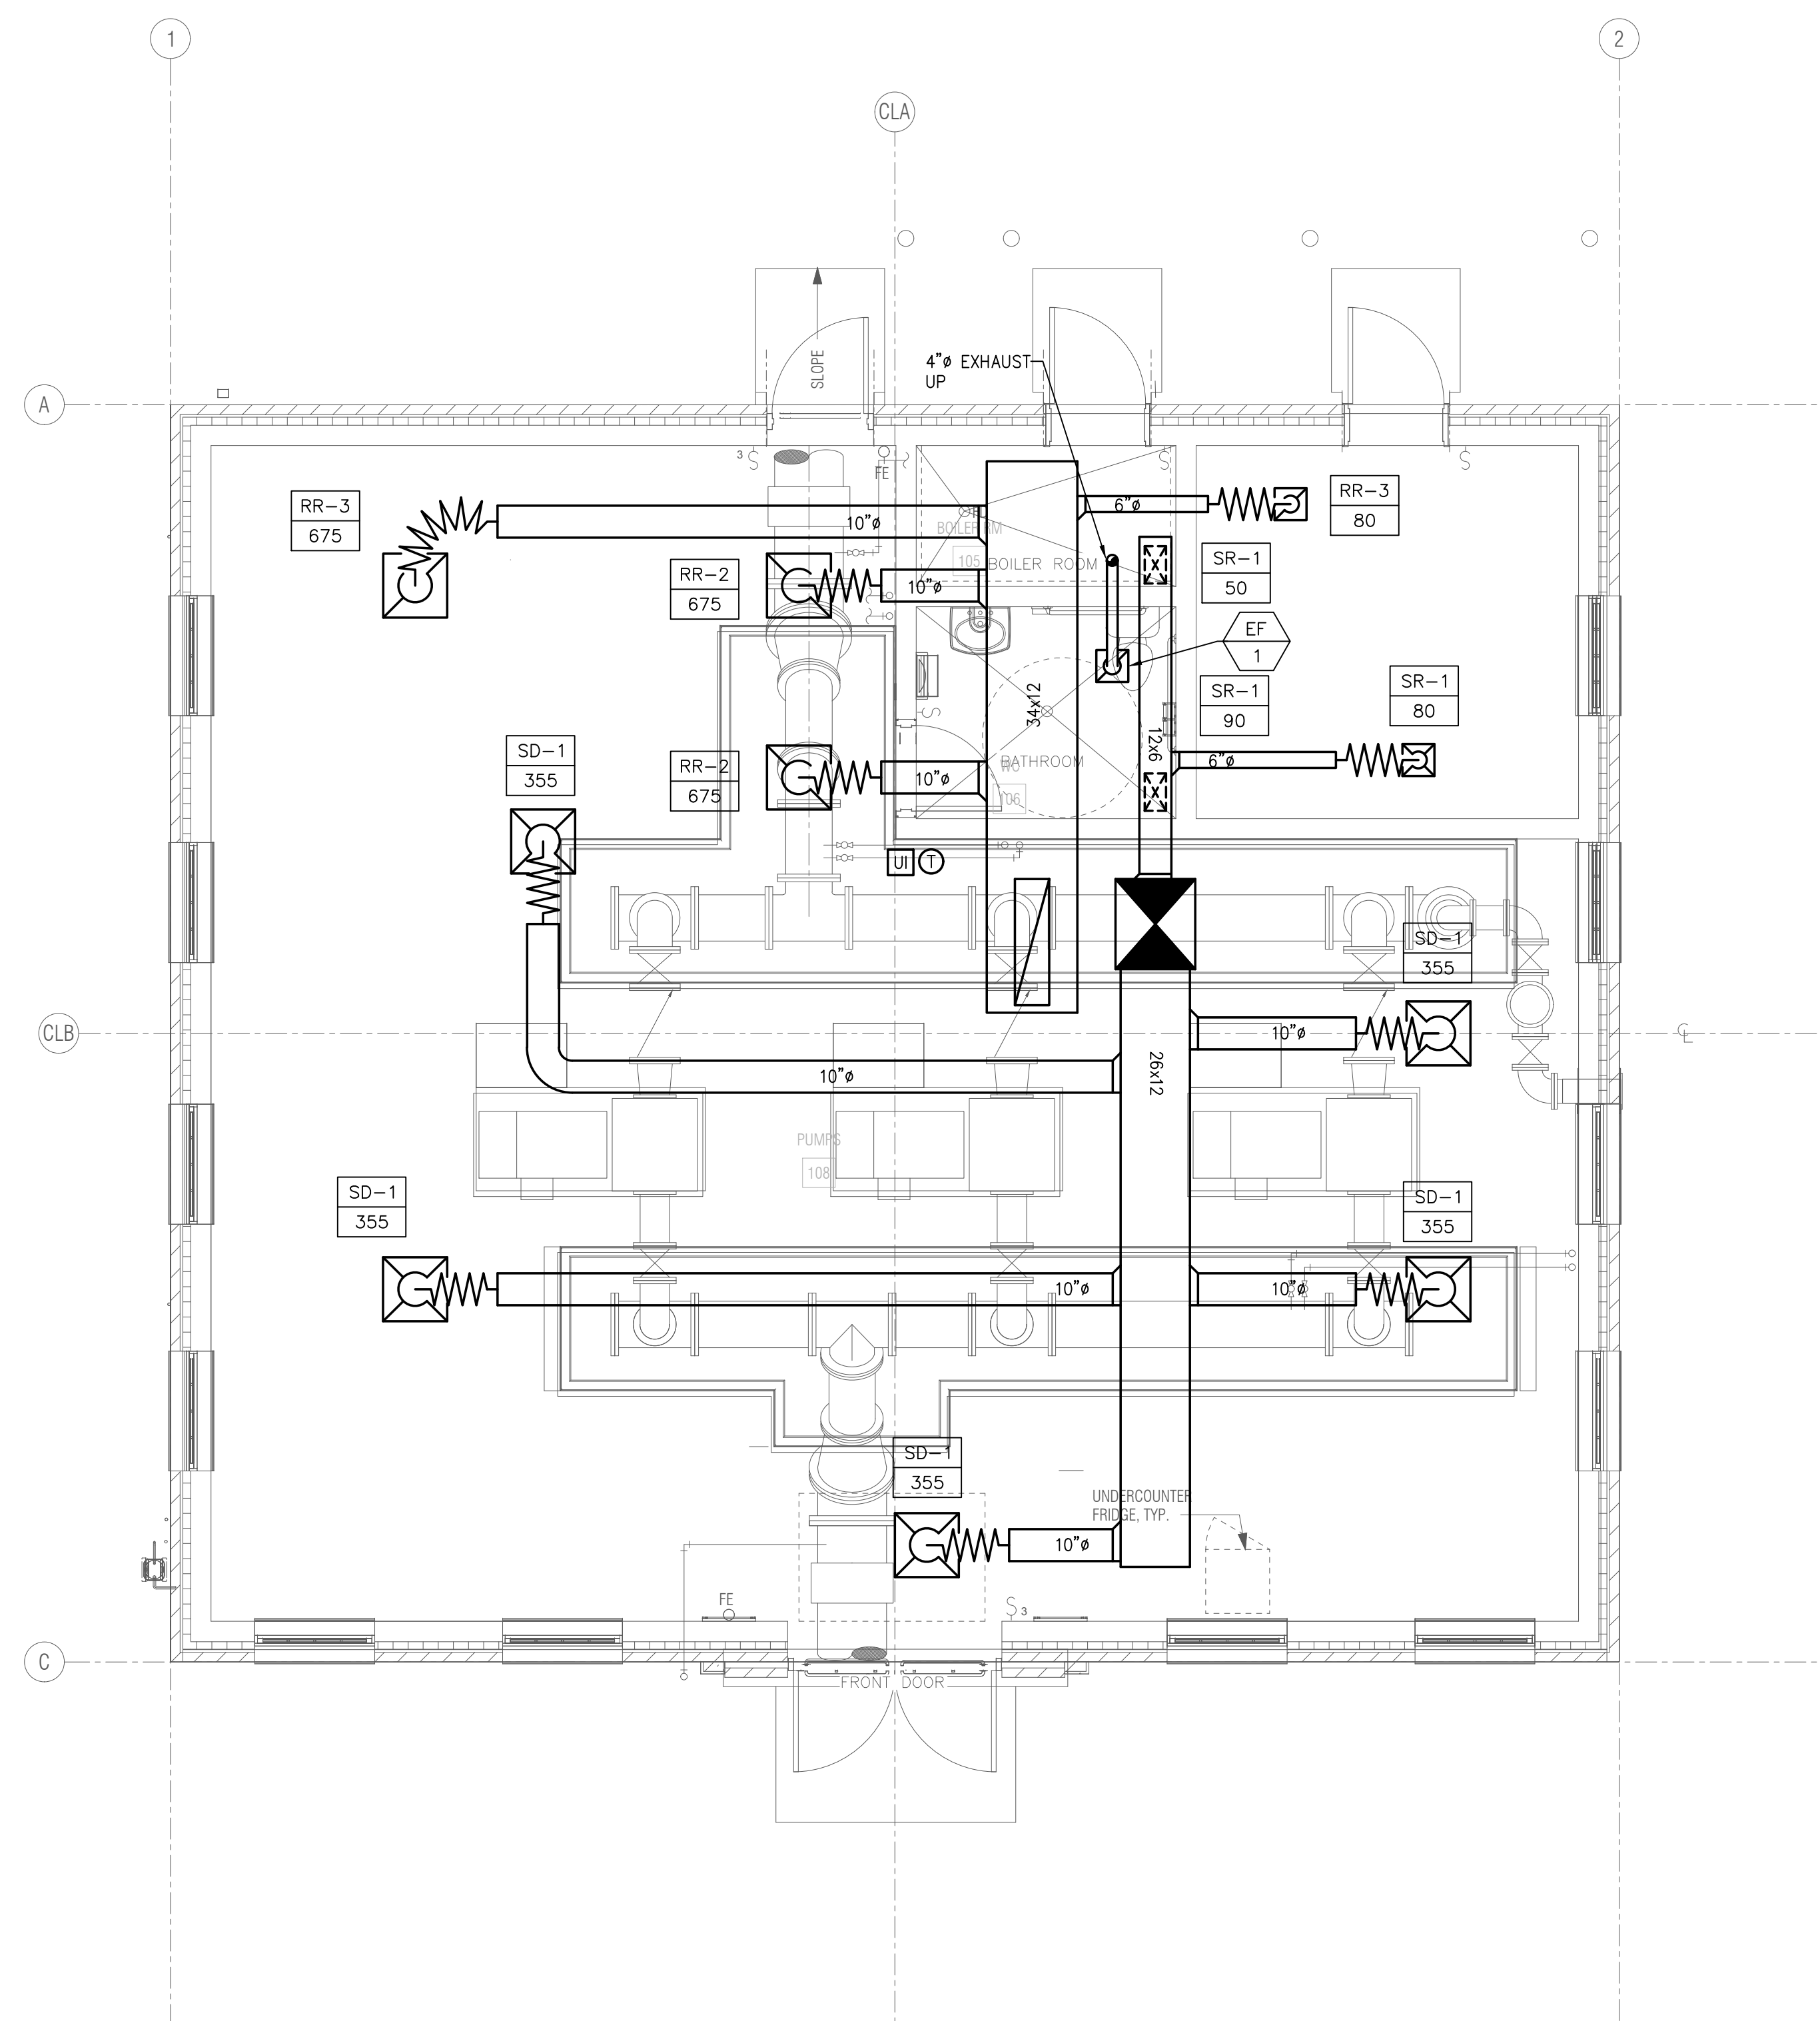 1
2
CLA
A
SLOPE
4"ø EXHAUST
UP
3
S
FE
S
S
RR-3
675
10"ø
6"ø
RR-3
80
BOILER RM
105
BOILER ROOM
RR-2
675
10"ø
SR-1
50
EF
1
34x12
SR-1
90
SR-1
80
S
SD-1
355
RR-2
675
10"ø
BATHROOM
WC
106
12x6
6"ø
UI
T
SD-1
355
CLB
10"ø
CL
10"ø
26x12
PUMPS
108
SD-1
355
SD-1
355
10"ø
10"ø
SD-1
355
UNDERCOUNTER
FRIDGE, TYP.
10"ø
FE
S
3
C
FRONT DOOR